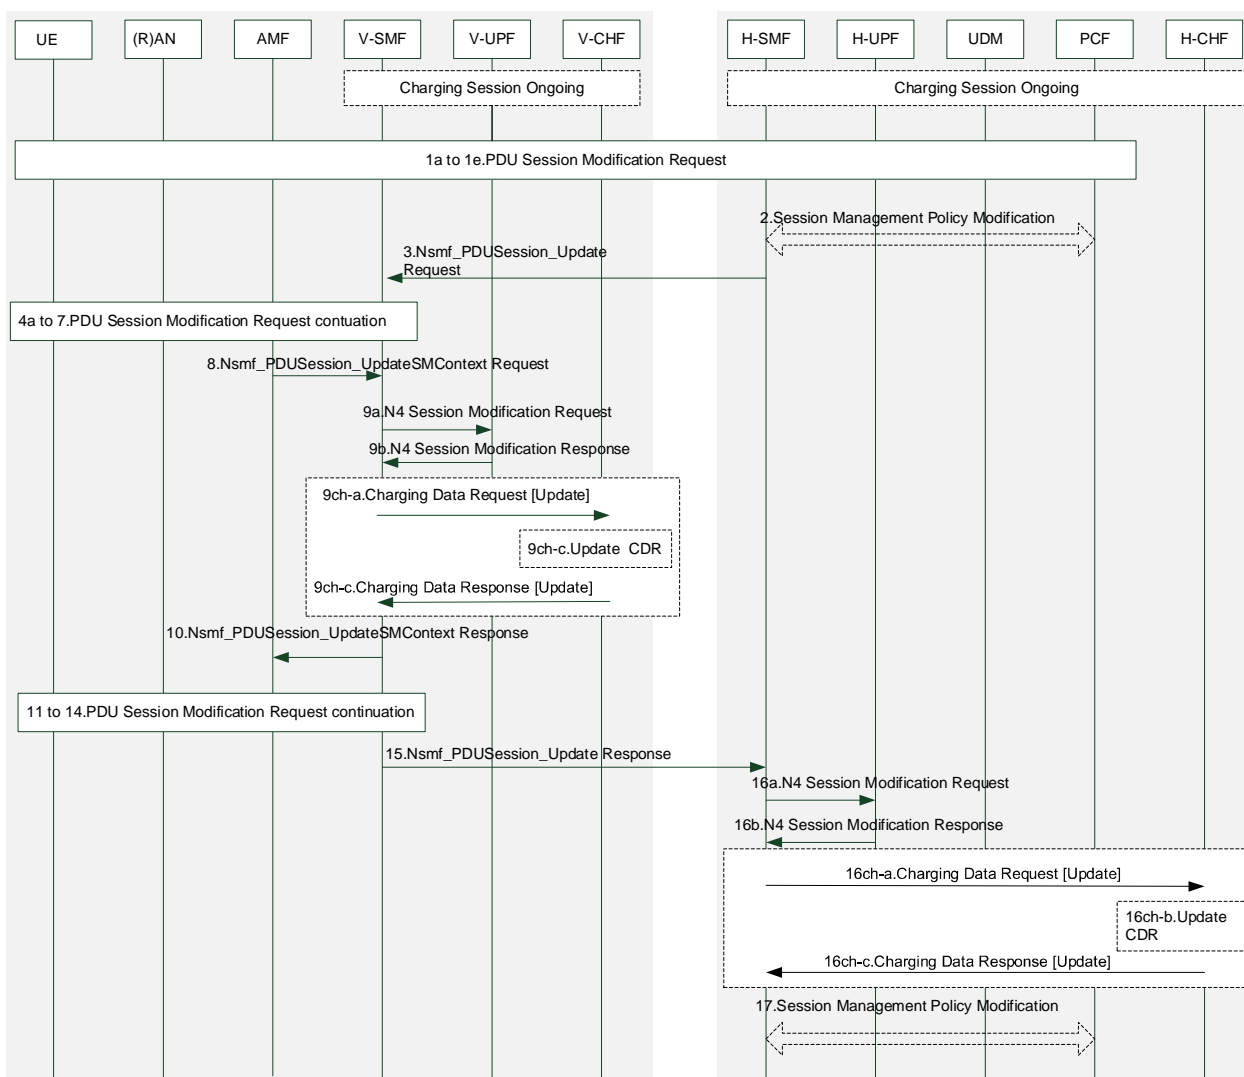 UE
(R)AN
AMF
V-SMF
V-UPF
V-CHF
H-SMF
H-UPF
UDM
PCF
H-CHF
Charging Session Ongoing
Charging Session Ongoing
1a to 1e.PDU Session Modification Request
2.Session Management Policy Modification
3.Nsmf_PDUSession_Update
Request
4a to 7.PDU Session Modification Request contuation
8.Nsmf_PDUSession_UpdateSMContext Request
9a.N4 Session Modification Request
9b.N4 Session Modification Response
9ch-a.Charging Data Request [Update]
9ch-c.Update CDR
9ch-c.Charging Data Response [Update]
10.Nsmf_PDUSession_UpdateSMContext Response
11 to 14.PDU Session Modification Request continuation
15.Nsmf_PDUSession_Update Response
16a.N4 Session Modification Request
16b.N4 Session Modification Response
16ch-a.Charging Data Request [Update]
16ch-b.Update
CDR
16ch-c.Charging Data Response [Update]
17.Session Management Policy Modification